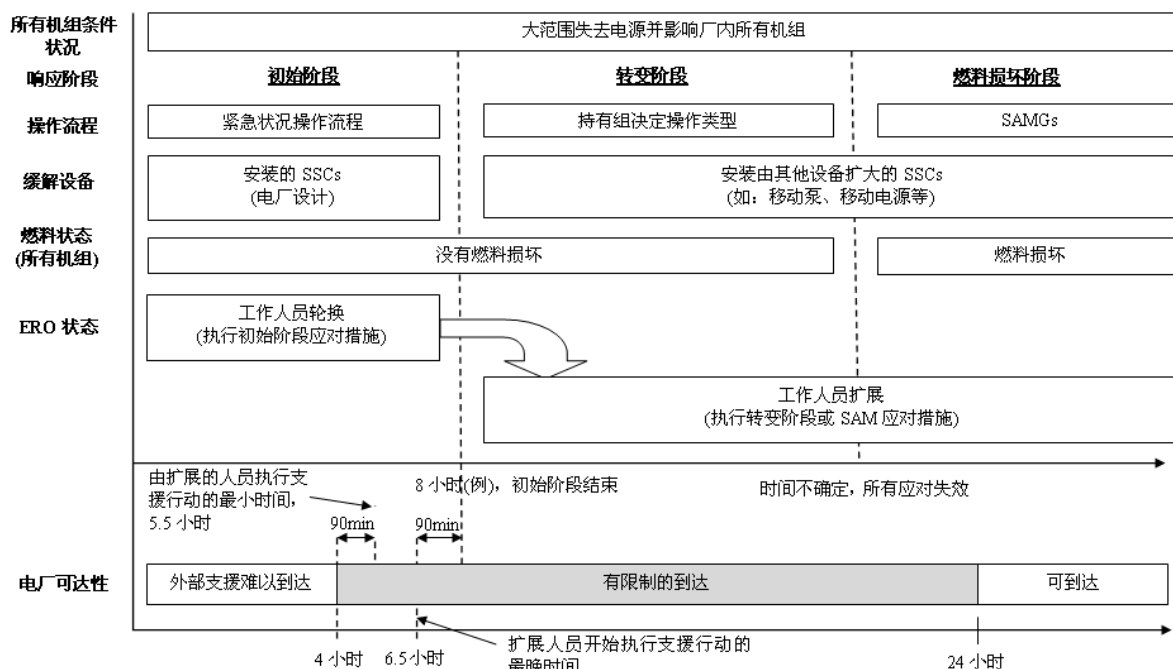 所有机组条件
状况
大范围失去电源并影响厂内所有机组
响应阶段
初始阶段
转变阶段
燃料损坏阶段
操作流程
紧急状况操作流程
持有组决定操作类型
SAMGs
缓解设备
安装的 SSCs
(电厂设计)
安装由其他设备扩大的 SSCs
(如：移动泵、移动电源等)
燃料状态
(所有机组)
没有燃料损坏
燃料损坏
ERO 状态
工作人员轮换
(执行初始阶段应对措施)
工作人员扩展
(执行转变阶段或 SAM 应对措施)
由扩展的人员执行支
援行动的最小时间，
5.5 小时
8 小时(例)，初始阶段结束
时间不确定，所有应对失效
90min
90min
电厂可达性
外部支援难以到达
有限制的到达
可到达
4 小时
6.5 小时
扩展人员开始执行支援行动的
最晚时间
24 小时